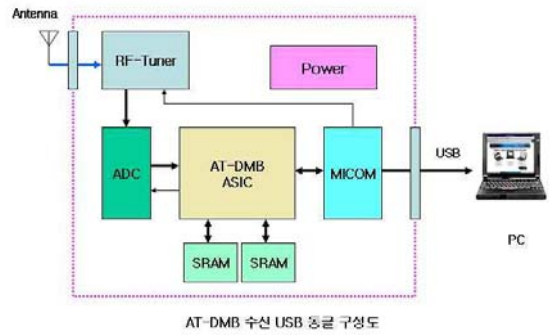 Antenna
RF-Tuner
Power
ADC
AT-DMB
ASIC
MICOM
USB
SRAM
SRAM
PC
AT-DMB 수신 USB 동글 구성도